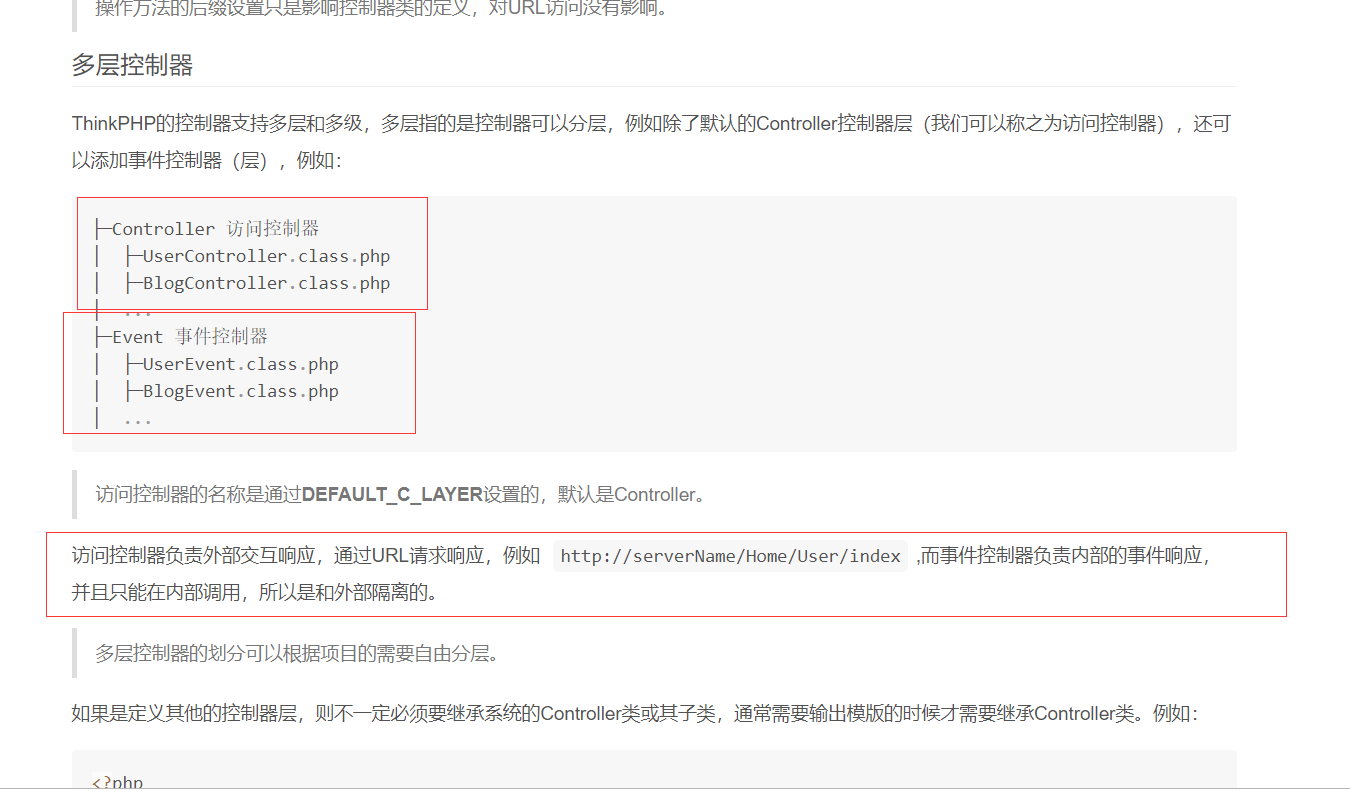 操作方法的后缀设置只是影响控制器类的定义，对URL访问没有影响。
多层控制器
ThinkPHP的控制器支持多层和多级，多层指的是控制器可以分层，例如除了默认的Controller控制器层（我们可以称之为访问控制器），还可
以添加事件控制器（层），例如：
├─Controller 访问控制器
│  ├─UserController.class.php
│  ├─BlogController.class.php
│  ...
├─Event 事件控制器
│  ├─UserEvent.class.php
│  ├─BlogEvent.class.php
│  ...
访问控制器的名称是通过DEFAULT_C_LAYER设置的，默认是Controller。
访问控制器负责外部交互响应，通过URL请求响应，例如 http://serverName/Home/User/index ,而事件控制器负责内部的事件响应，
并且只能在内部调用，所以是和外部隔离的。
多层控制器的划分可以根据项目的需要自由分层。
如果是定义其他的控制器层，则不一定必须要继承系统的Controller类或其子类，通常需要输出模版的时候才需要继承Controller类。例如：
<?php